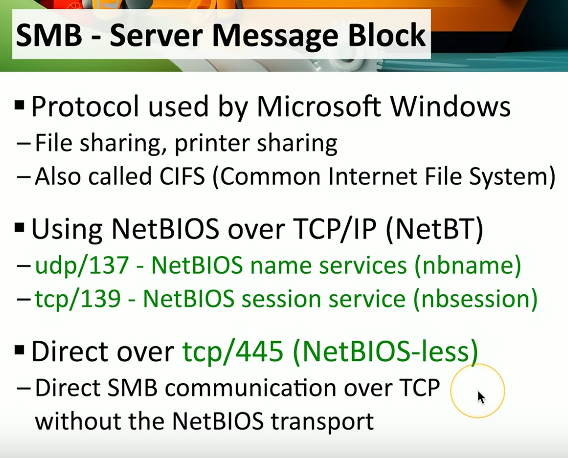 SMB - Server Message Block
▪ Protocol used by Microsoft Windows
– File sharing, printer sharing
– Also called CIFS (Common Internet File System)
▪ Using NetBIOS over TCP/IP (NetBT)
– udp/137 - NetBIOS name services (nbname)
– tcp/139 - NetBIOS session service (nbsession)
▪ Direct over tcp/445 (NetBIOS-less)
– Direct SMB communication over TCP
without the NetBIOS transport